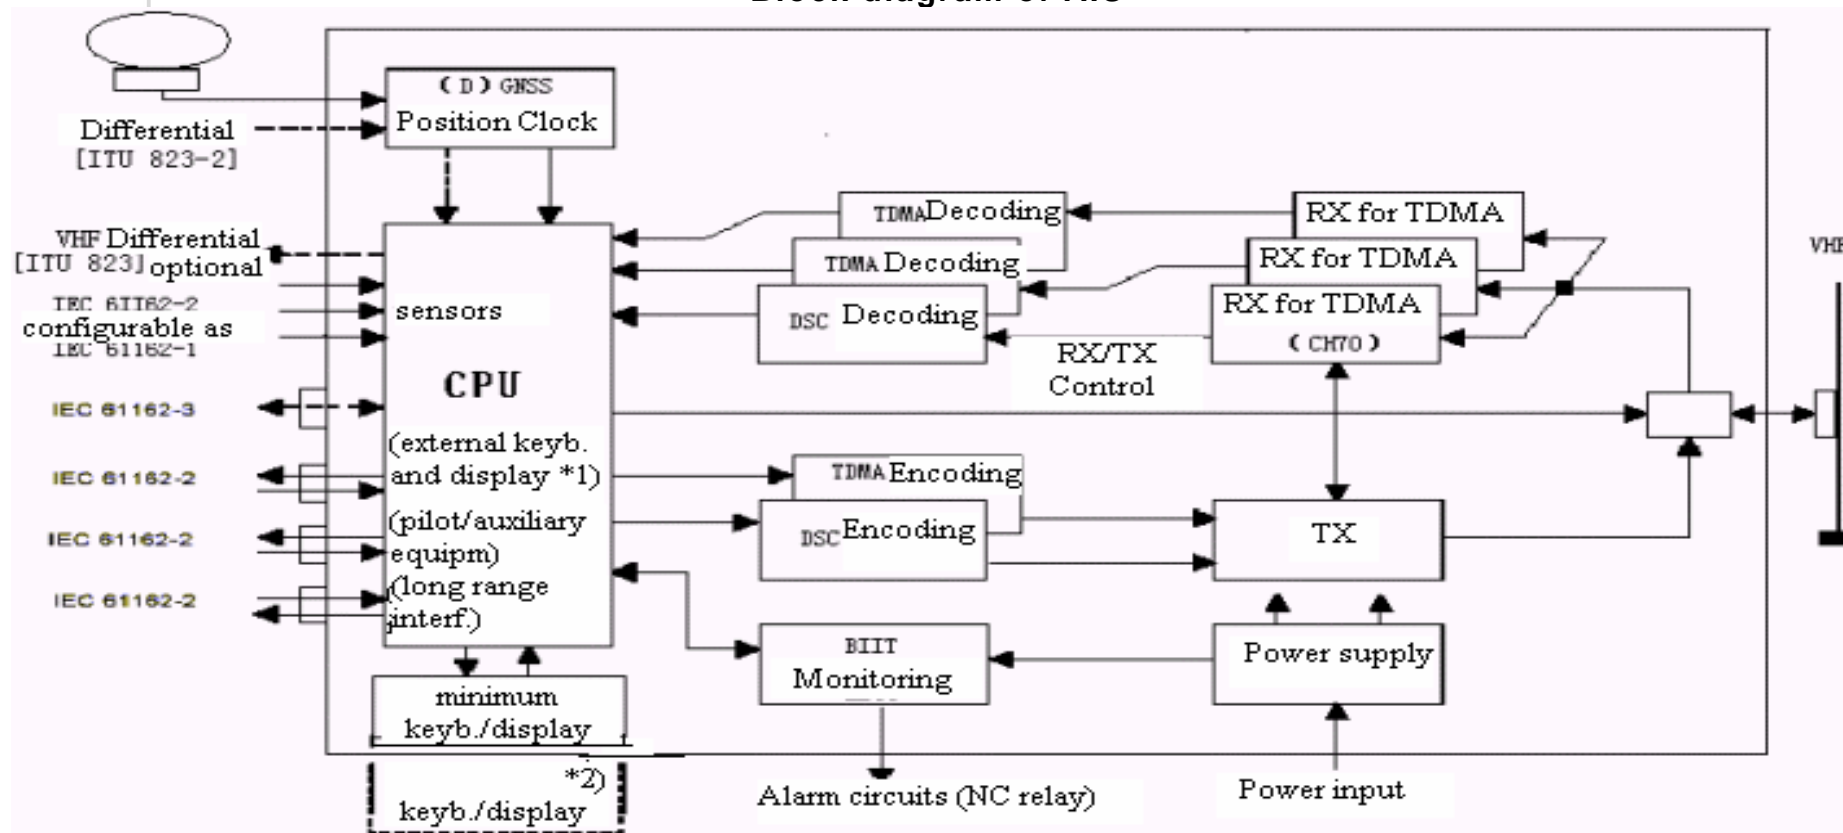 Block diagram of AIS
(D) GNSS
Position Clock
Differential
[ITU 823-2]
VHF Differential
[ITU 823] optional
IEC 61162-2
configurable as
IEC 61162-1
sensors
CPU
IEC 61162-3
(external keyb.
and display *1)
IEC 61162-2
(pilot/auxiliary
equipm)
IEC 61162-2
(long range
interf.)
IEC 61162-2
minimum
keyb./display
*2)
keyb./display
TDMA Decoding
TDMA Decoding
DSC Decoding
RX for TDMA
RX for TDMA
RX for TDMA
(CH70)
RX/TX
Control
TDMA Encoding
DSC Encoding
TX
BIIT
Monitoring
Power supply
Alarm circuits (NC relay)
Power input
VHF